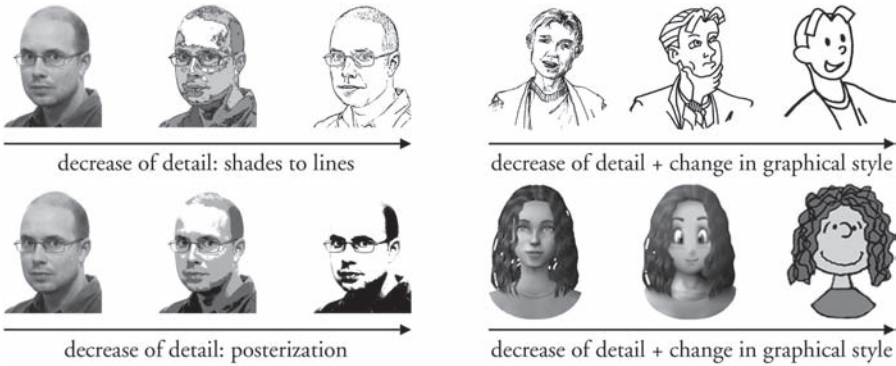 decrease of detail: shades to lines
decrease of detail + change in graphical style
decrease of detail: posterization
decrease of detail + change in graphical style